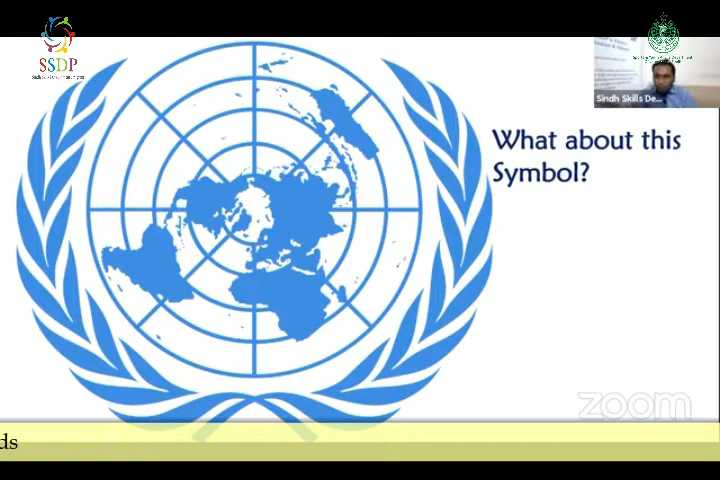 SSDP
Sindh Skills De...
What about this
Symbol?
zoom
ds